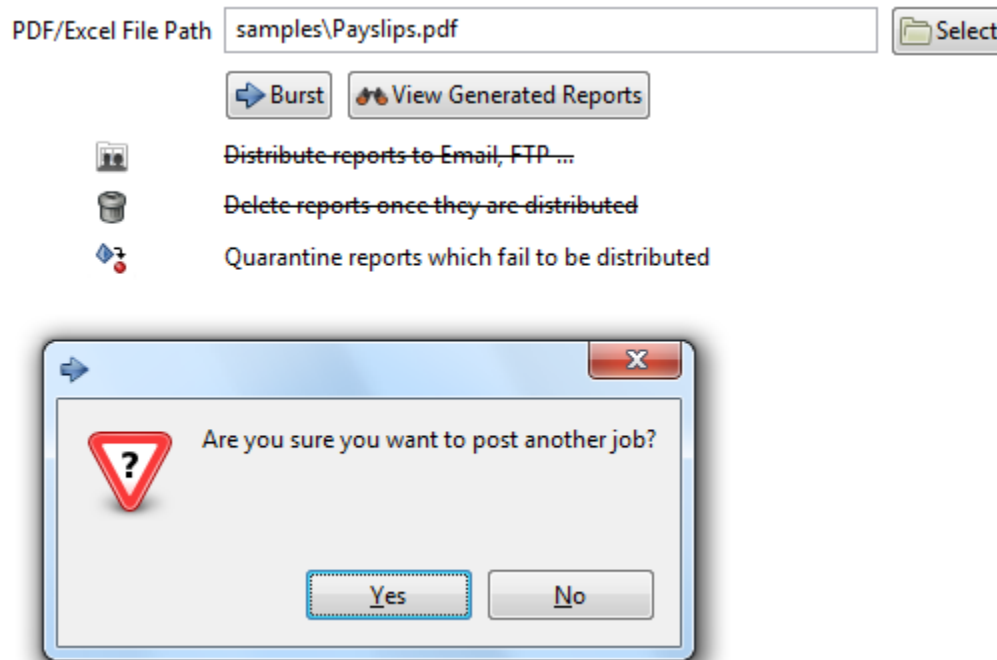 PDF/Excel File Path samples\Payslips.pdf Select
Burst View Generated Reports
Distribute reports to Email, FTP ...
Delete reports once they are distributed
Quarantine reports which fail to be distributed
Are you sure you want to post another job?
?
Yes No